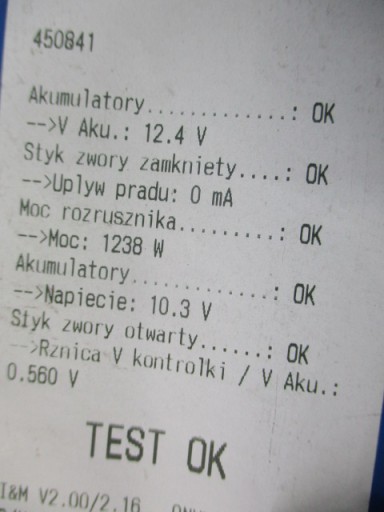 450841
Akumulatory..............: OK
-->V Aku.: 12.4 V
Styk zwory zamkniety....: OK
-->Uplyw pradu: 0 mA
Moc rozrusznika..........: OK
-->Moc: 1238 W
Akumulatory..............: OK
-->Napiecie: 10.3 V
Styk zwory otwarty......: OK
-->Rznica V kontrolki / V Aku.:
0.560 V
TEST OK
I&M V2.00/2.16